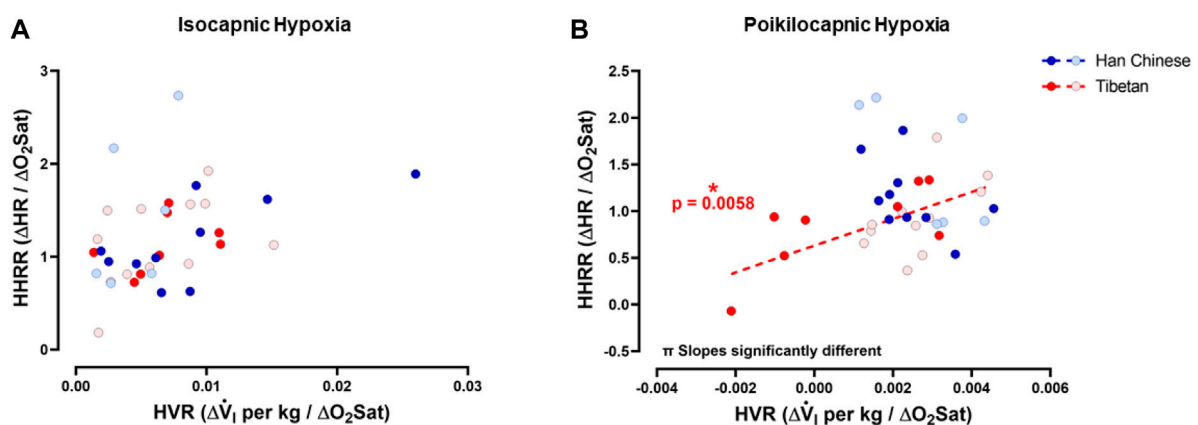 A
Isocapnic Hypoxia
HHRR (ΔHR / ΔO₂Sat)
3
2
1
0
0.00 0.01 0.02 0.03
HVR (ΔV̇I per kg / ΔO₂Sat)
B
Poikilocapnic Hypoxia
Han Chinese
Tibetan
HHRR (ΔHR / ΔO₂Sat)
2.5
2.0
1.5
1.0
0.5
0.0
-0.5
*
p = 0.0058
π Slopes significantly different
-0.004 -0.002 0.000 0.002 0.004 0.006
HVR (ΔV̇I per kg / ΔO₂Sat)